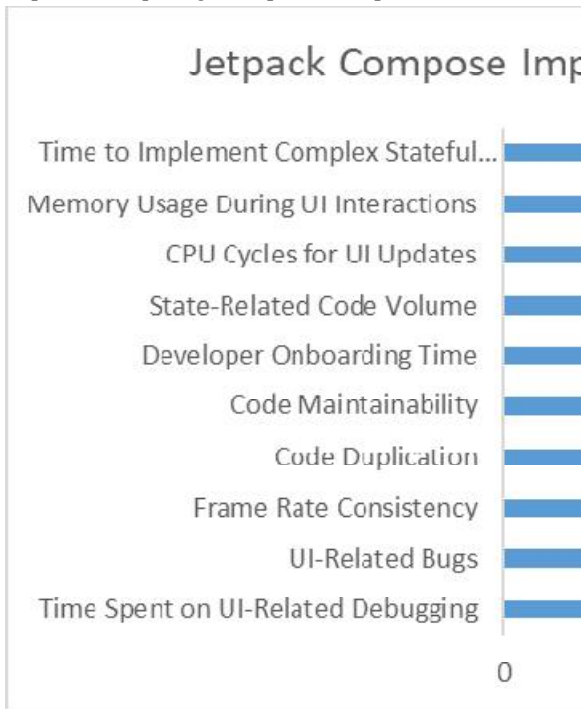 Jetpack Compose Imp
Time to Implement Complex Stateful...
Memory Usage During UI Interactions
CPU Cycles for UI Updates
State-Related Code Volume
Developer Onboarding Time
Code Maintainability
Code Duplication
Frame Rate Consistency
UI-Related Bugs
Time Spent on UI-Related Debugging
0